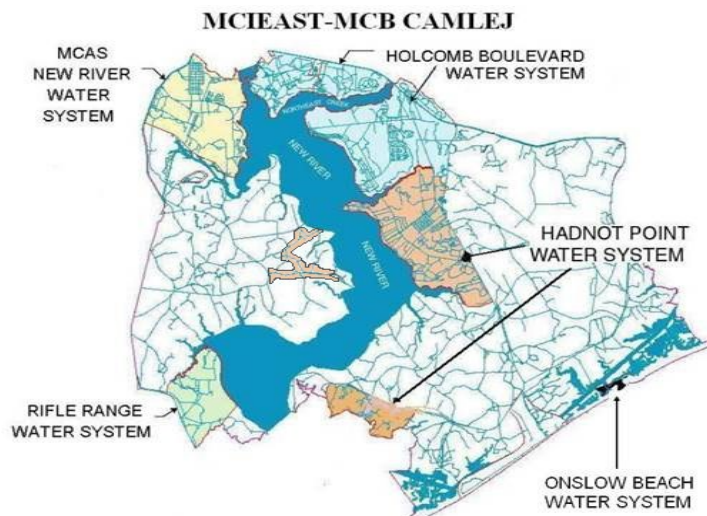 MCIEAST-MCB CAMLEJ
MCAS
NEW RIVER
WATER
SYSTEM
HOLCOMB BOULEVARD
WATER SYSTEM
NORTHEAST CREEK
NEW RIVER
NEW RIVER
HADNOT POINT
WATER SYSTEM
RIFLE RANGE
WATER SYSTEM
ONSLOW BEACH
WATER SYSTEM